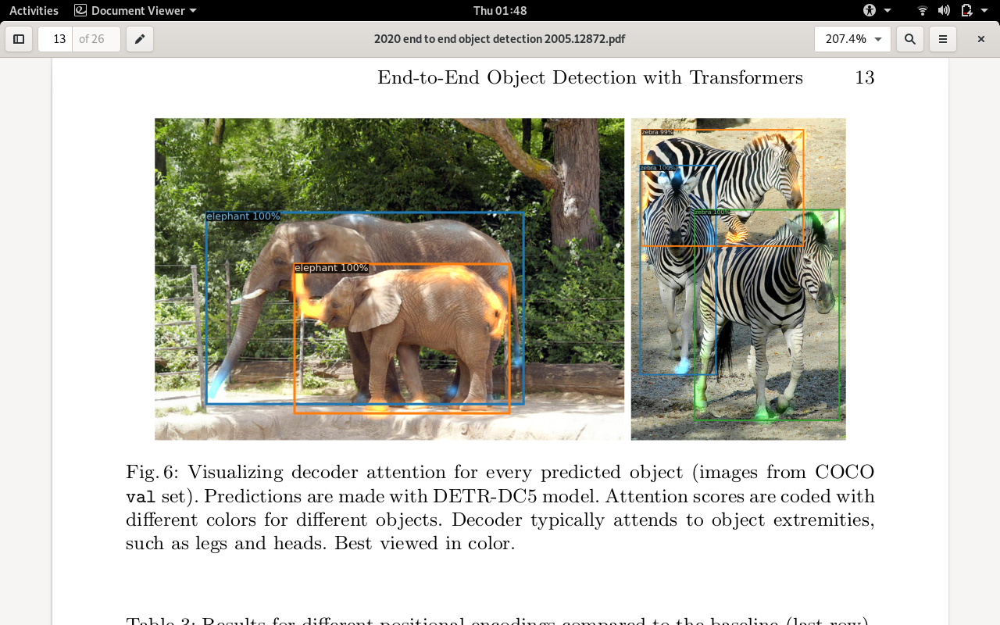 Activities Document Viewer Thu 01:48
13 of 26 2020 end to end object detection 2005.12872.pdf 207.4%
End-to-End Object Detection with Transformers 13
elephant 100%
elephant 100%
zebra 99%
zebra 100%
zebra 100%
Fig. 6: Visualizing decoder attention for every predicted object (images from COCO
val set). Predictions are made with DETR-DC5 model. Attention scores are coded with
different colors for different objects. Decoder typically attends to object extremities,
such as legs and heads. Best viewed in color.
Table 3: Results for different positional encodings compared to the baseline (last row),